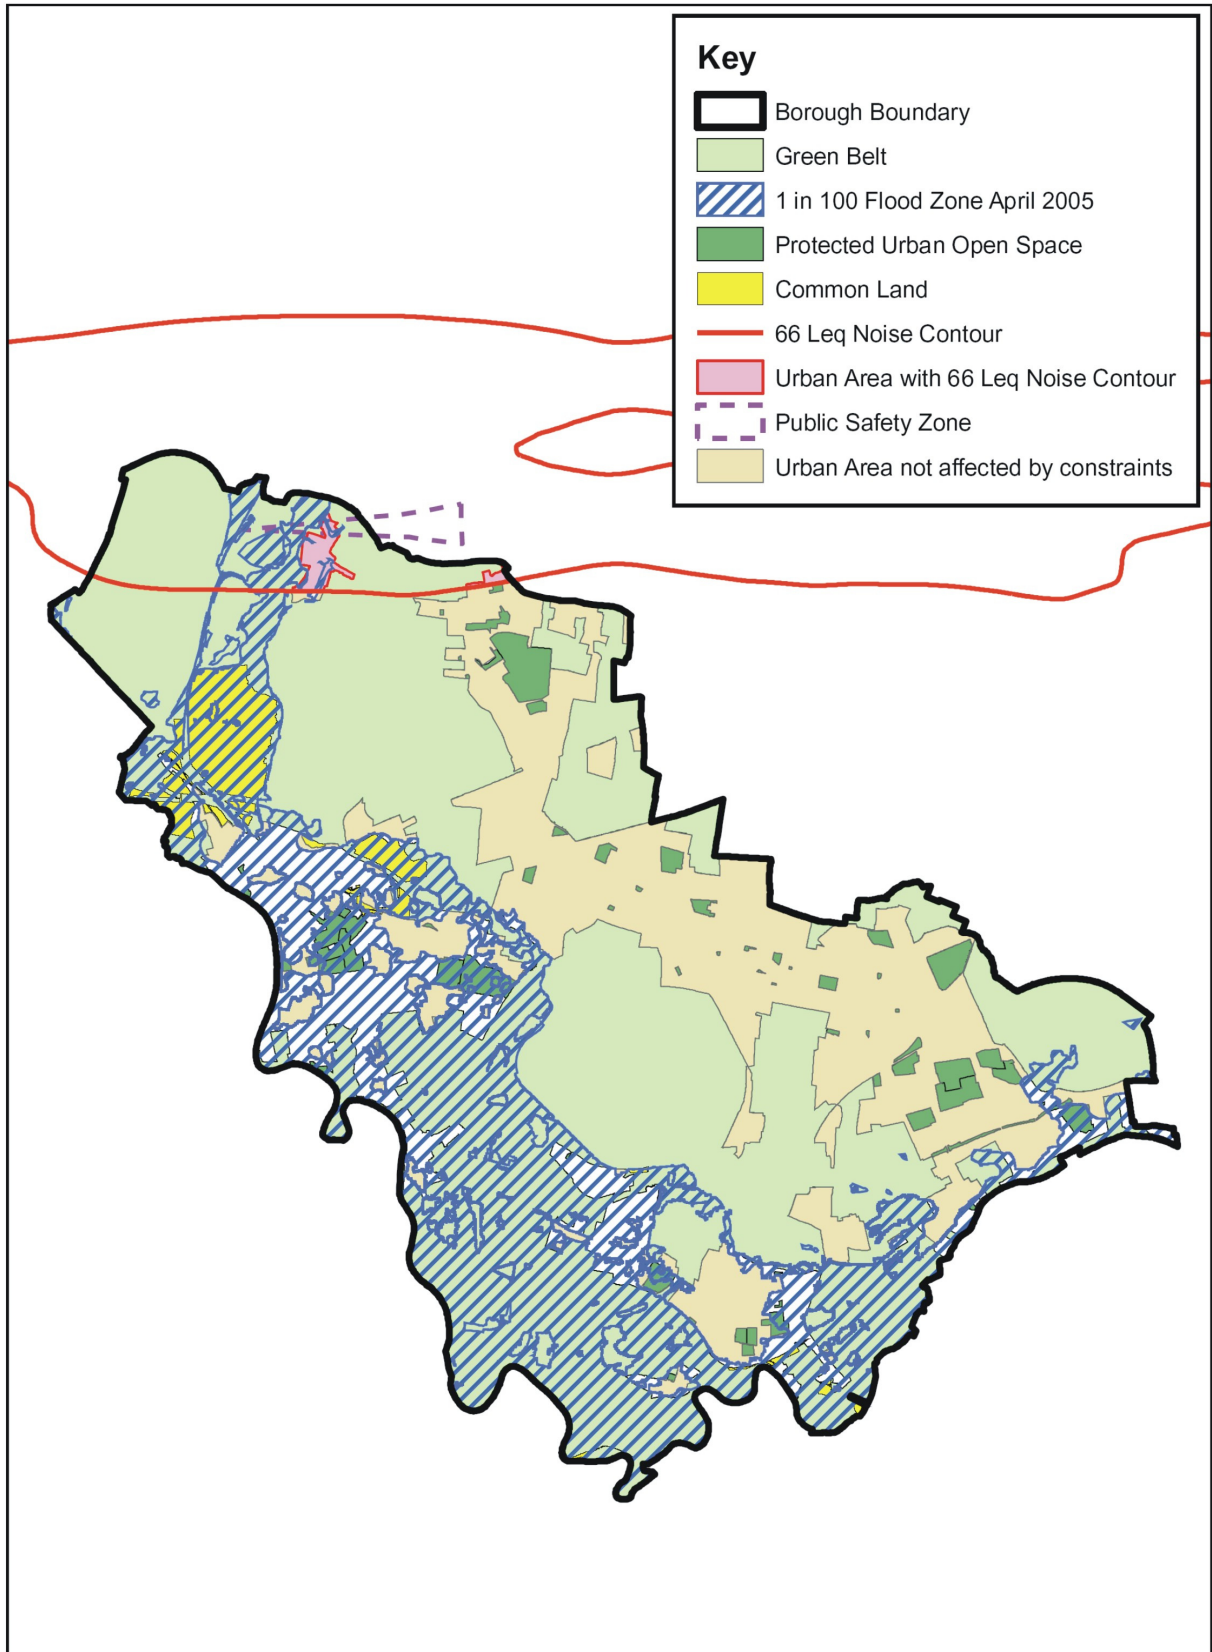 Key
Borough Boundary
Green Belt
1 in 100 Flood Zone April 2005
Protected Urban Open Space
Common Land
66 Leq Noise Contour
Urban Area with 66 Leq Noise Contour
Public Safety Zone
Urban Area not affected by constraints